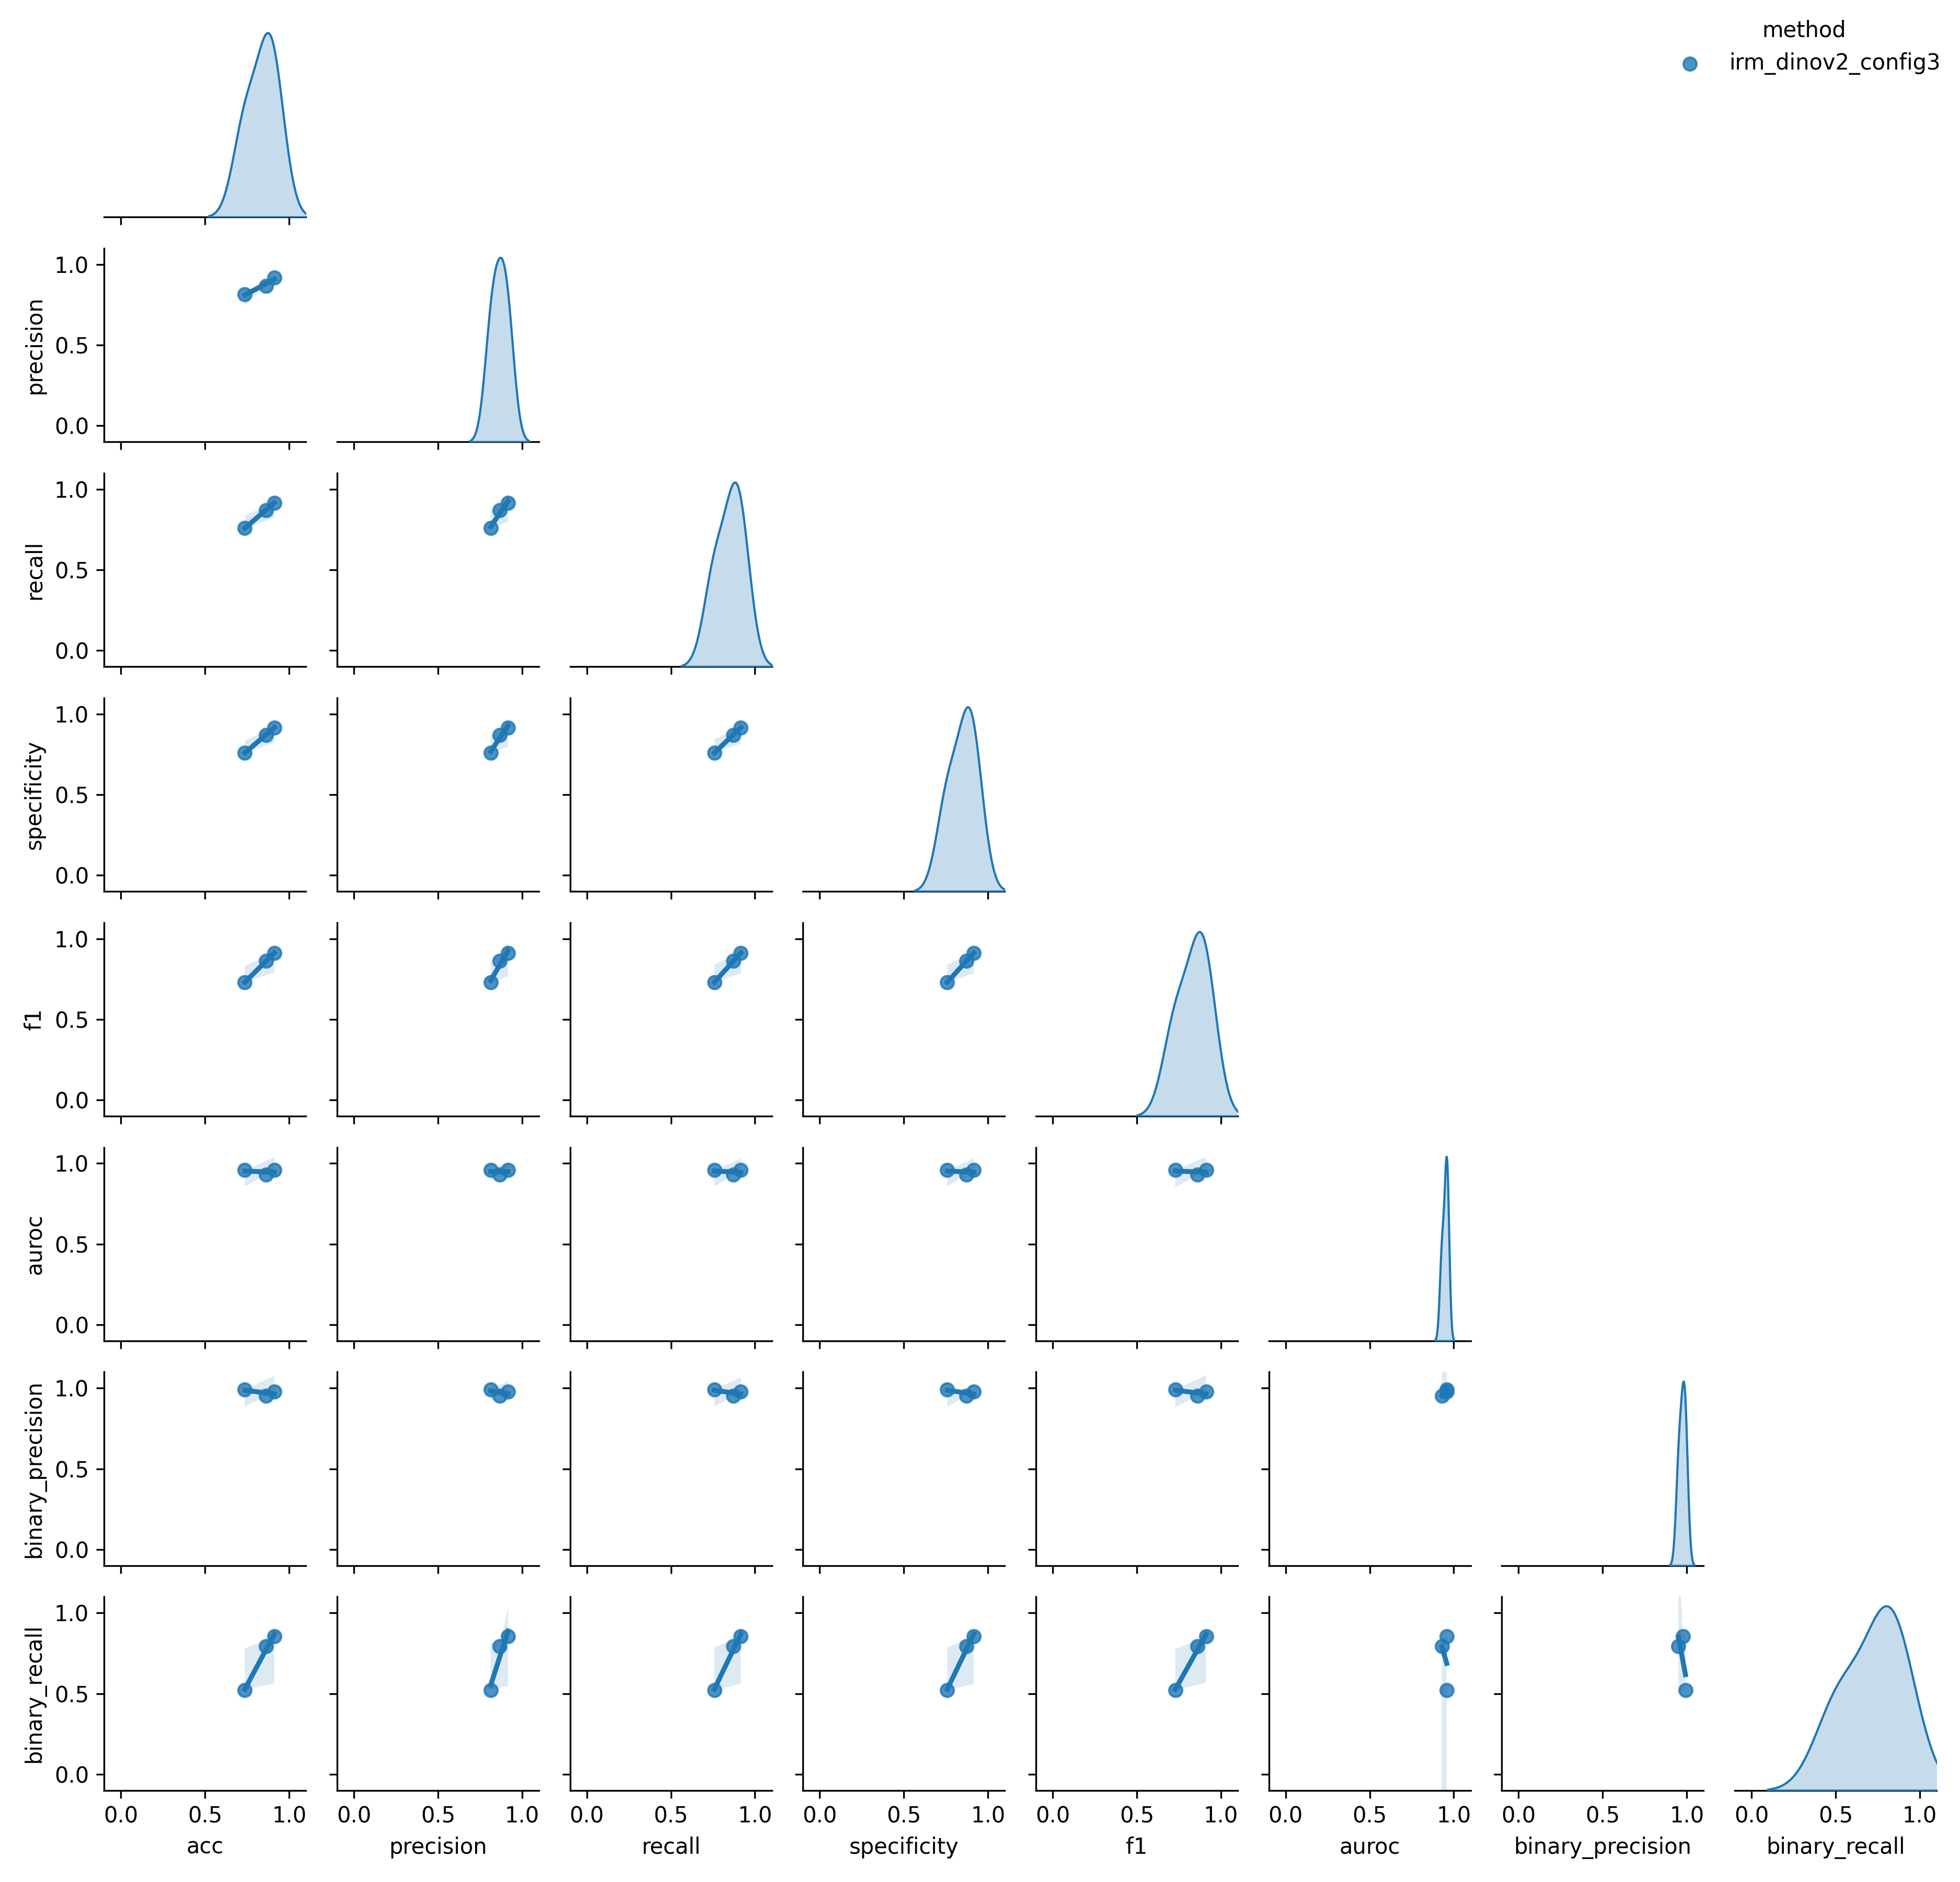 method
irm_dinov2_config3
1.0
0.5
0.0
precision
1.0
0.5
0.0
recall
1.0
0.5
0.0
specificity
1.0
0.5
0.0
f1
1.0
0.5
0.0
auroc
1.0
0.5
0.0
binary_precision
1.0
0.5
0.0
binary_recall
0.0 0.5 1.0 0.0 0.5 1.0 0.0 0.5 1.0 0.0 0.5 1.0 0.0 0.5 1.0 0.0 0.5 1.0 0.0 0.5 1.0 0.0 0.5 1.0
acc precision recall specificity f1 auroc binary_precision binary_recall